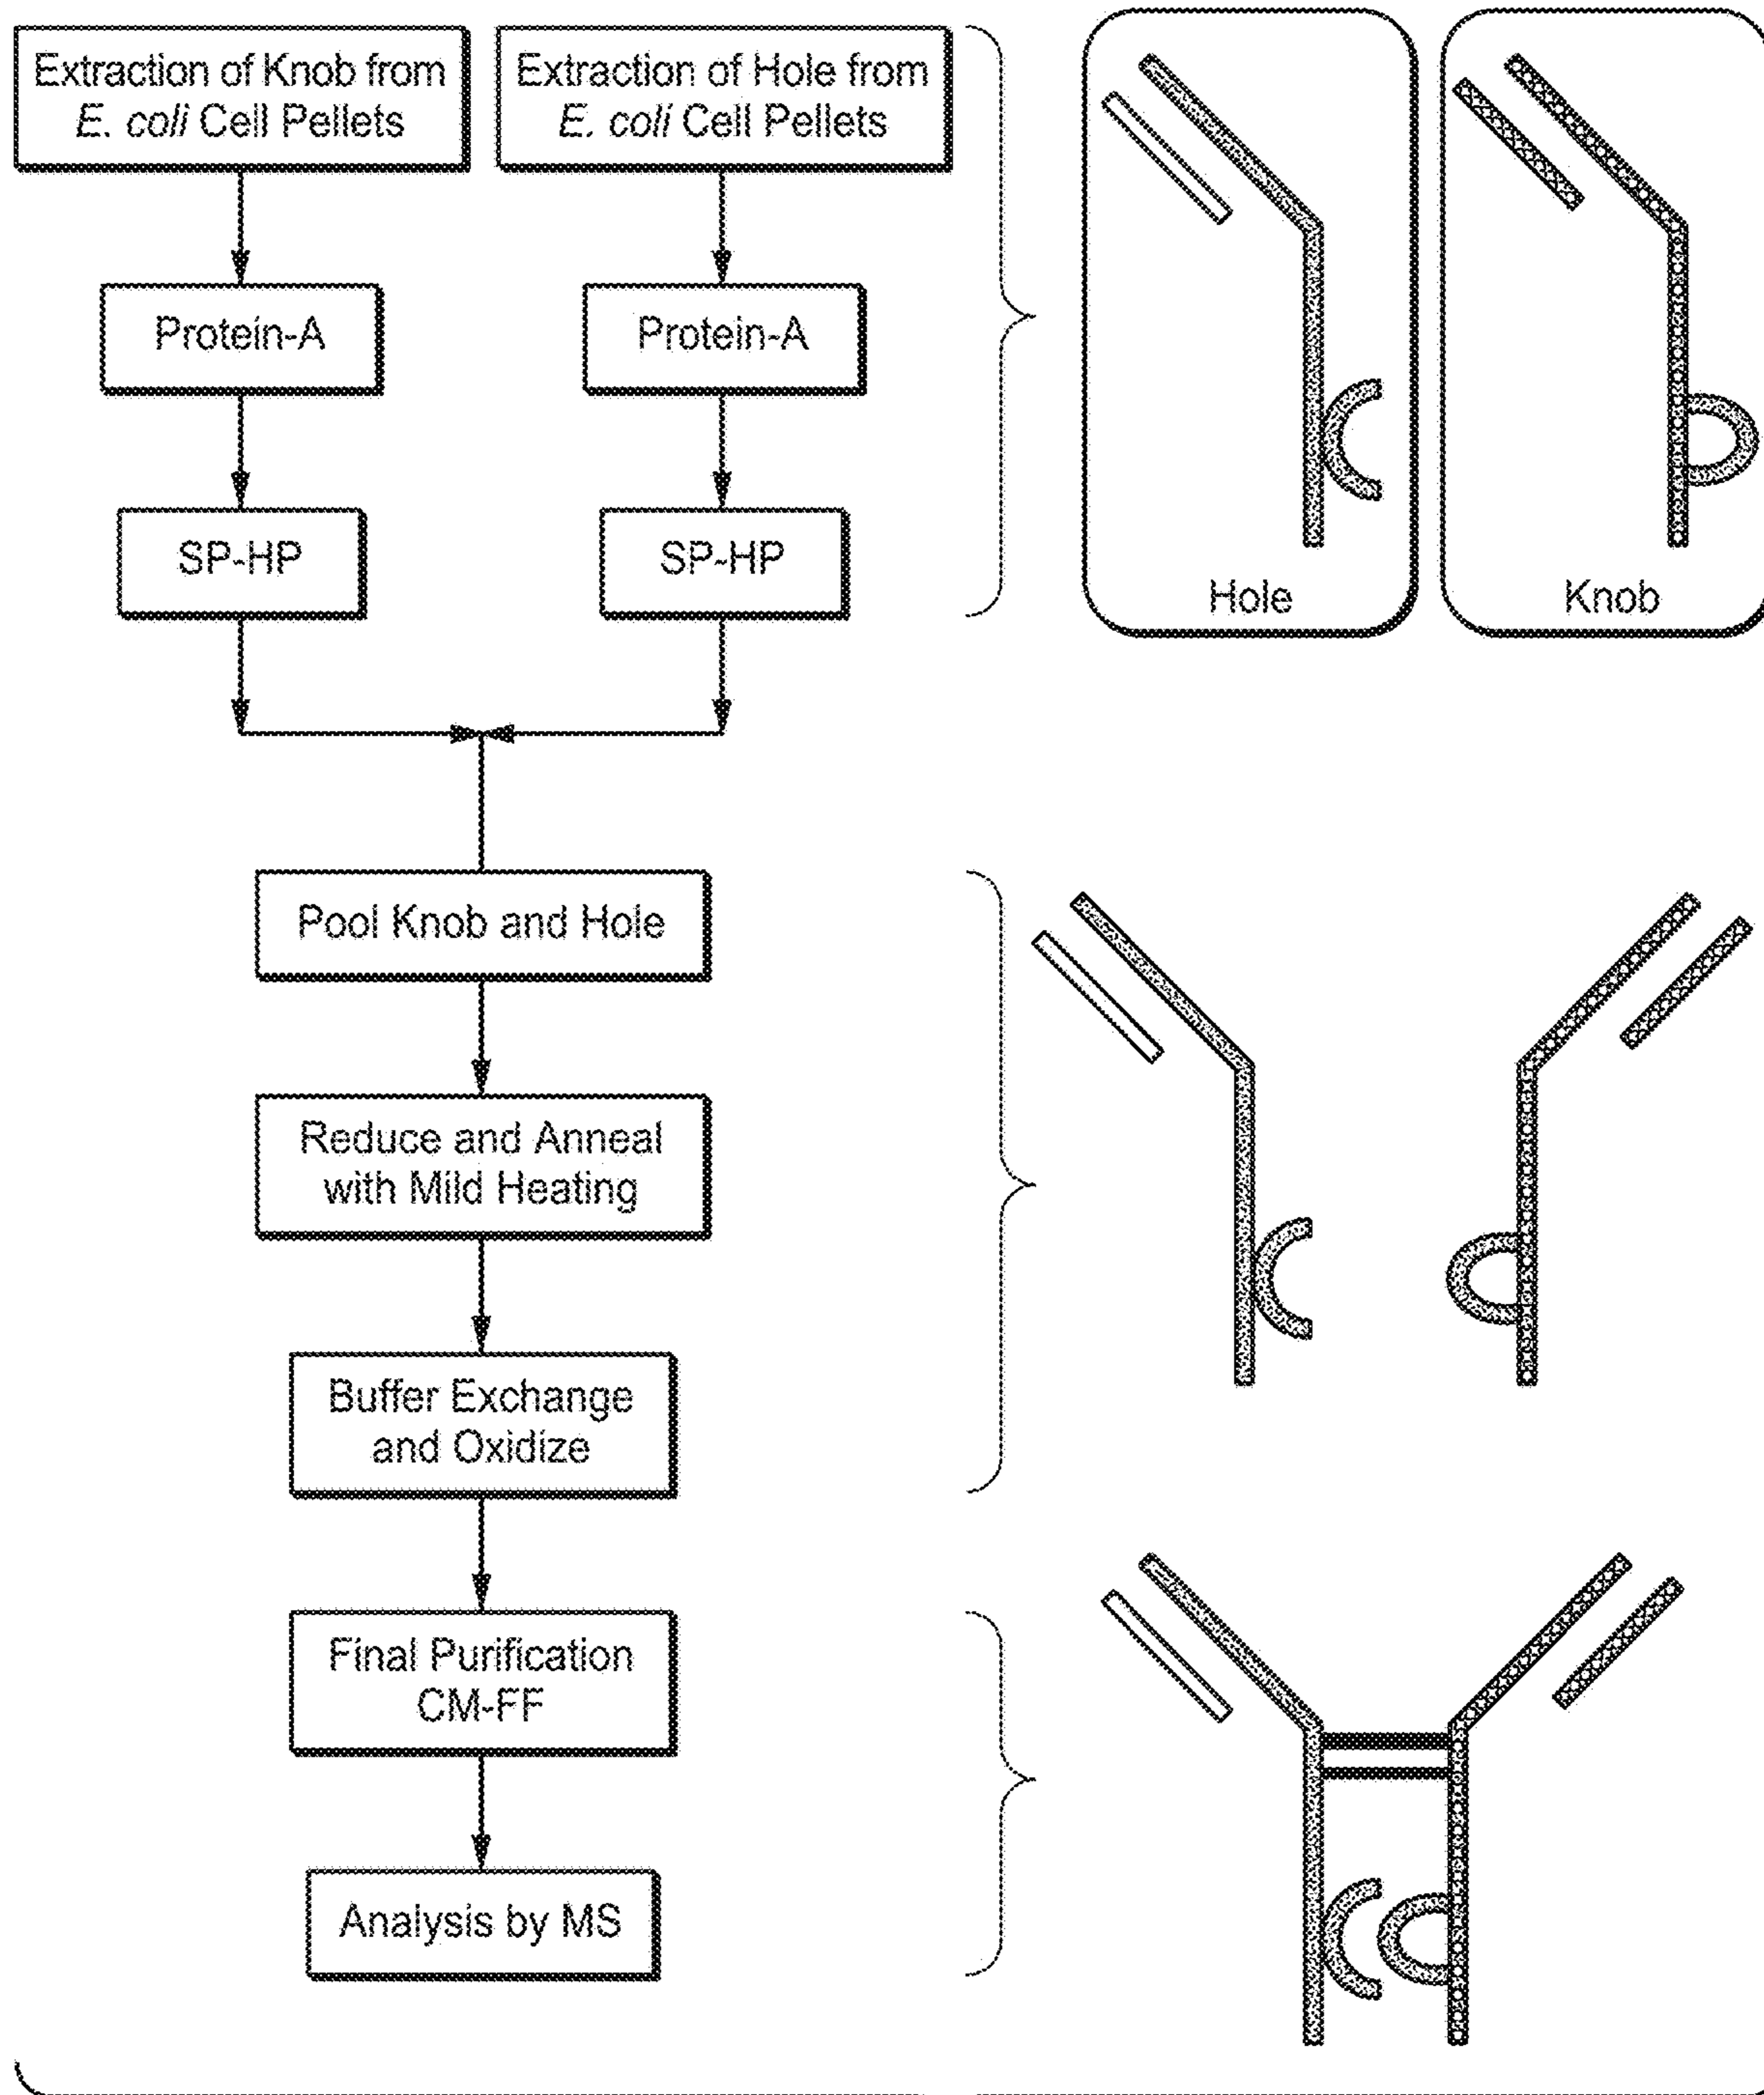 Extraction of Knob from
E. coli Cell Pellets
Extraction of Hole from
E. coli Cell Pellets
Protein-A
Protein-A
SP-HP
SP-HP
Hole
Knob
Pool Knob and Hole
Reduce and Anneal
with Mild Heating
Buffer Exchange
and Oxidize
Final Purification
CM-FF
Analysis by MS